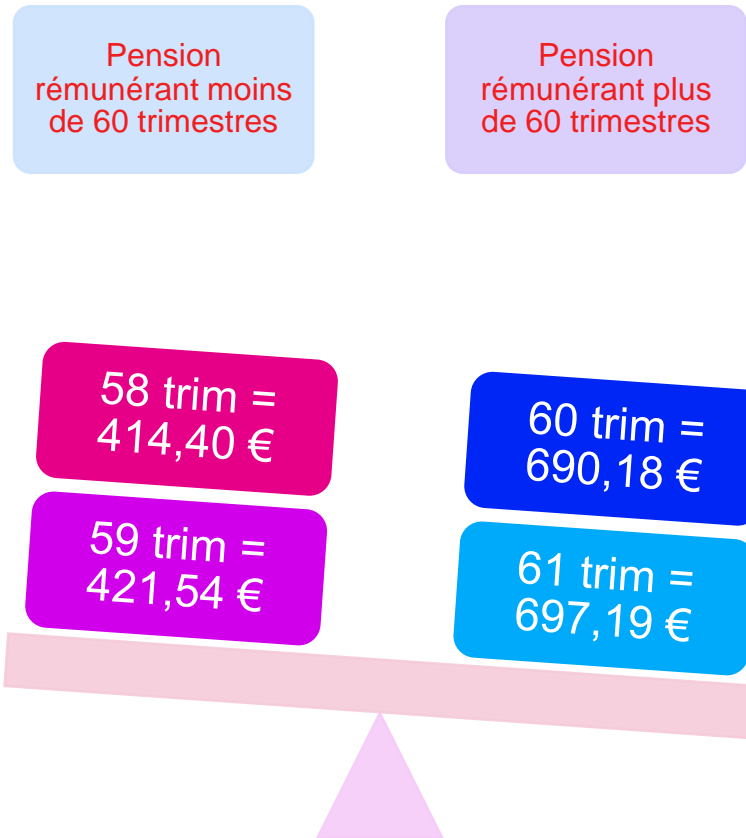 Pension
rémunérant moins
de 60 trimestres
Pension
rémunérant plus
de 60 trimestres
58 trim =
414,40 €
59 trim =
421,54 €
60 trim =
690,18 €
61 trim =
697,19 €